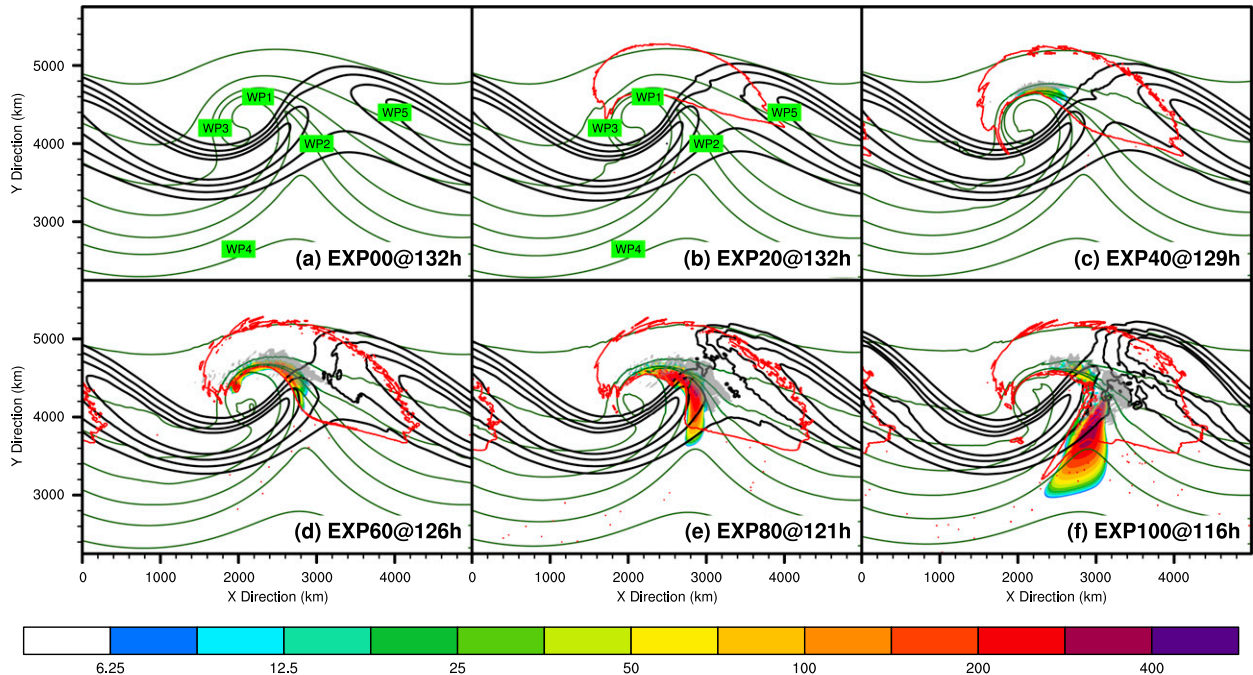 5000
4000
3000
Y Direction (km)
WP1
WP3
WP5
WP2
WP4
(a) EXP00@132h
WP1
WP3
WP5
WP2
WP4
(b) EXP20@132h
(c) EXP40@129h
5000
4000
3000
Y Direction (km)
(d) EXP60@126h
(e) EXP80@121h
(f) EXP100@116h
0 1000 2000 3000 4000
X Direction (km)
0 1000 2000 3000 4000
X Direction (km)
0 1000 2000 3000 4000
X Direction (km)
6.25 12.5 25 50 100 200 400